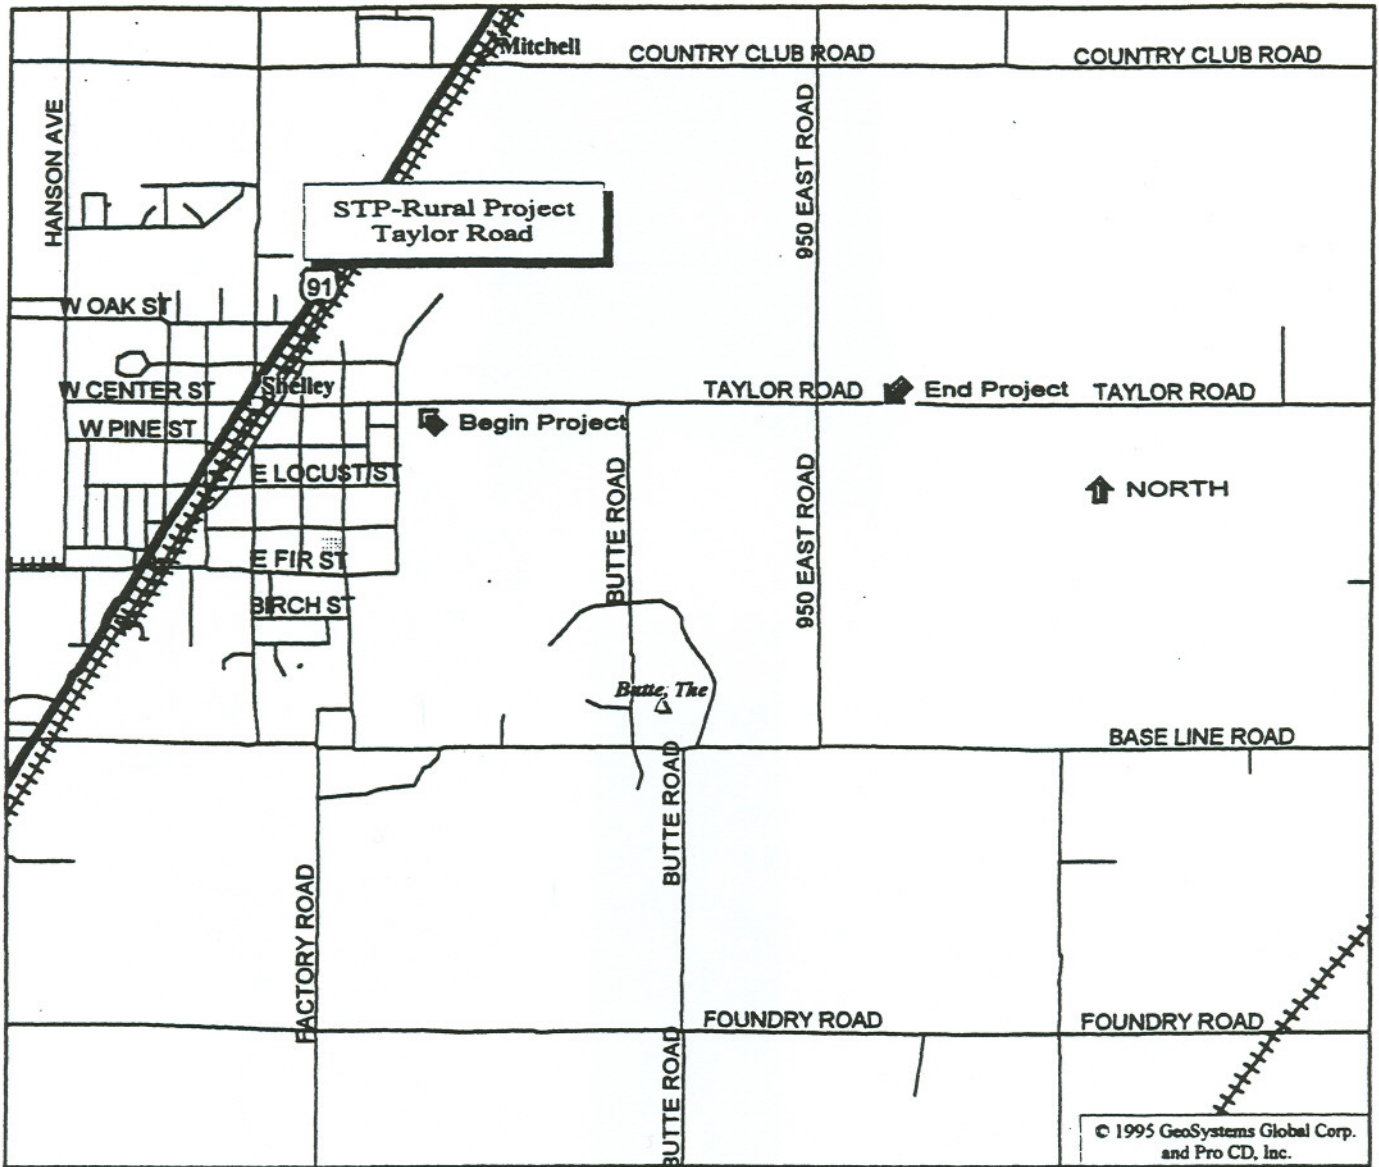 Mitchell
COUNTRY CLUB ROAD
COUNTRY CLUB ROAD
HANSON AVE
950 EAST ROAD
STP-Rural Project
Taylor Road
91
W OAK ST
W CENTER ST
Shelley
TAYLOR ROAD
End Project
TAYLOR ROAD
W PINE ST
Begin Project
E LOCUST ST
BUTTE ROAD
950 EAST ROAD
NORTH
E FIR ST
BIRCH ST
Butte, The
BASE LINE ROAD
BUTTE ROAD
FACTORY ROAD
FOUNDRY ROAD
FOUNDRY ROAD
BUTTE ROAD
© 1995 GeoSystems Global Corp.
and Pro CD, Inc.